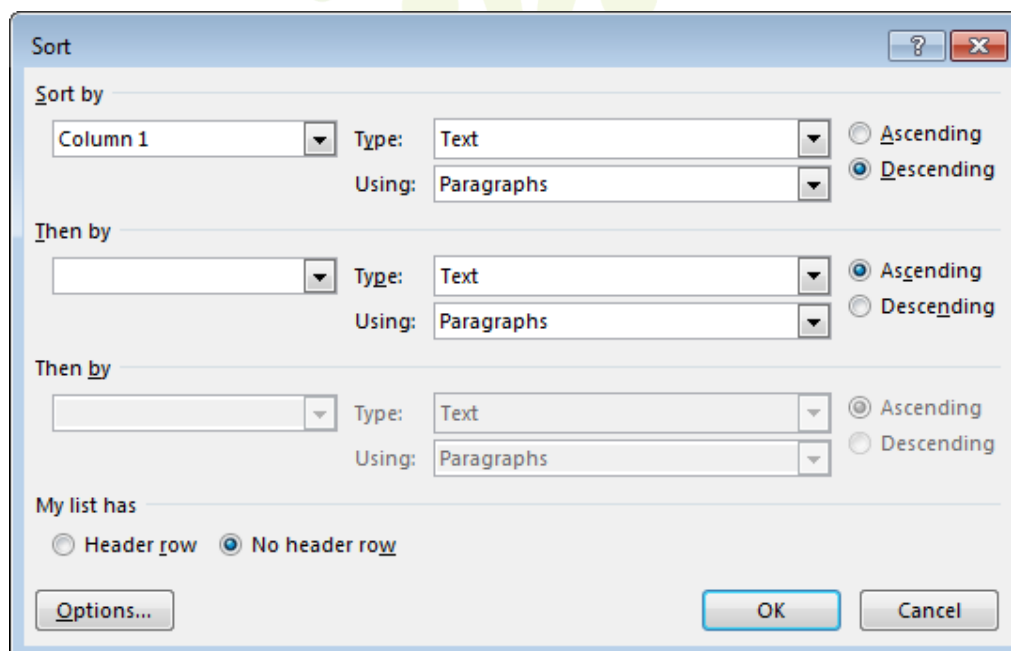 Sort
?
Sort by
Column 1 Type: Text Ascending
Using: Paragraphs Descending
Then by
Type: Text Ascending
Using: Paragraphs Descending
Then by
Type: Text Ascending
Using: Paragraphs Descending
My list has
Header row No header row
Options... OK Cancel